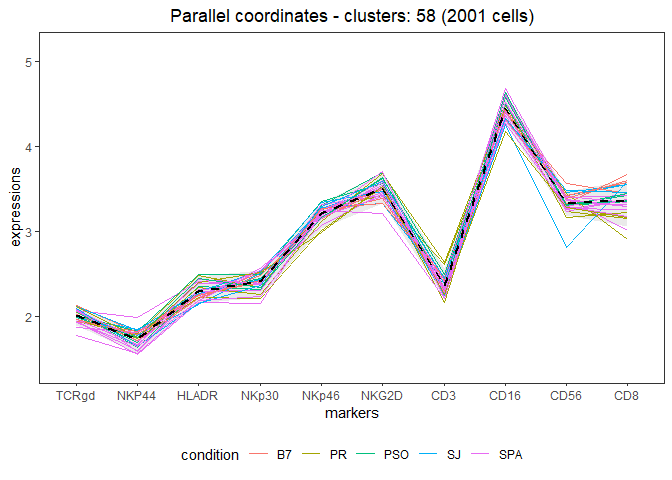 Parallel coordinates - clusters: 58 (2001 cells)
5
4
3
2
expressions
TCRgd NKP44 HLADR NKp30 NKp46 NKG2D CD3 CD16 CD56 CD8
markers
condition B7 PR PSO SJ SPA